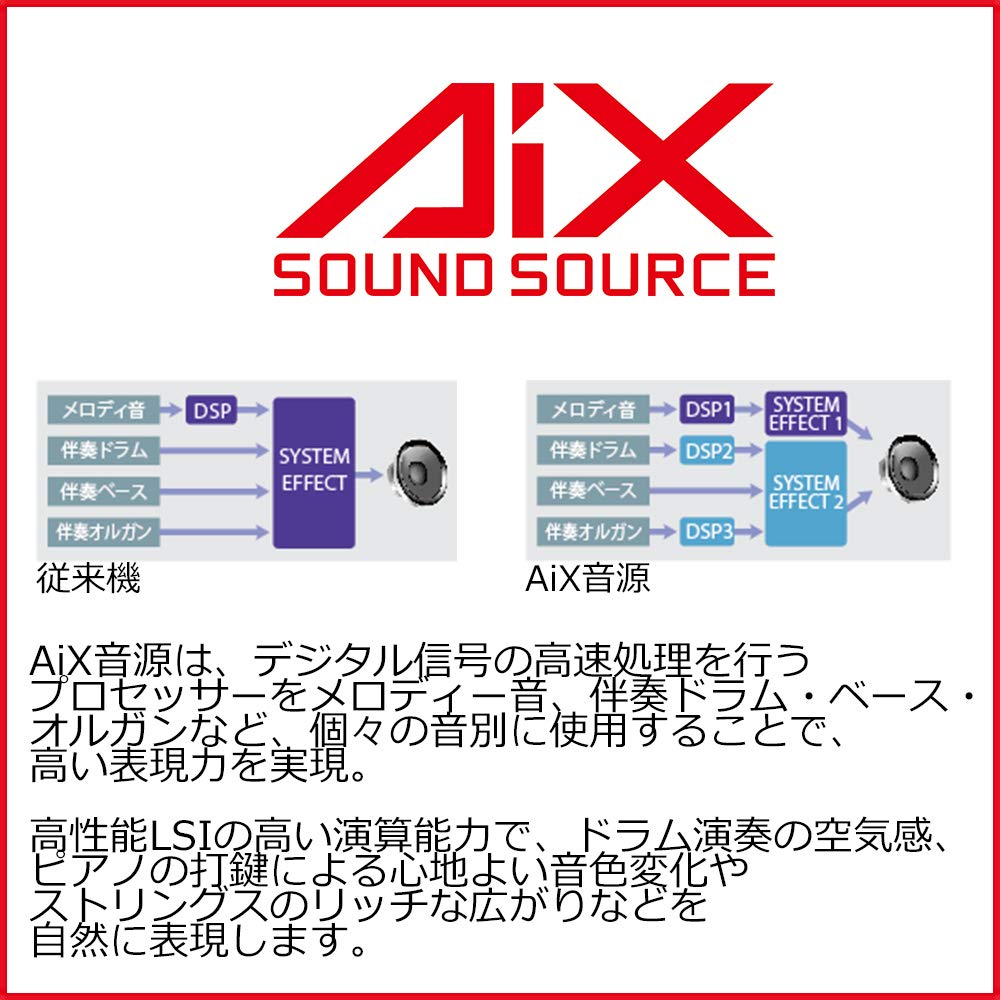 AiX
SOUND SOURCE
メロディ音
DSP
伴奏ドラム
伴奏ベース
伴奏オルガン
SYSTEM
EFFECT
従来機
メロディ音
DSP1
SYSTEM
EFFECT 1
伴奏ドラム
DSP2
伴奏ベース
SYSTEM
EFFECT 2
伴奏オルガン
DSP3
AiX音源
AiX音源は、デジタル信号の高速処理を行う
プロセッサーをメロディー音、伴奏ドラム・ベース・
オルガンなど、個々の音別に使用することで、
高い表現力を実現。
高性能LSIの高い演算能力で、ドラム演奏の空気感、
ピアノの打鍵による心地よい音色変化や
ストリングスのリッチな広がりなどを
自然に表現します。